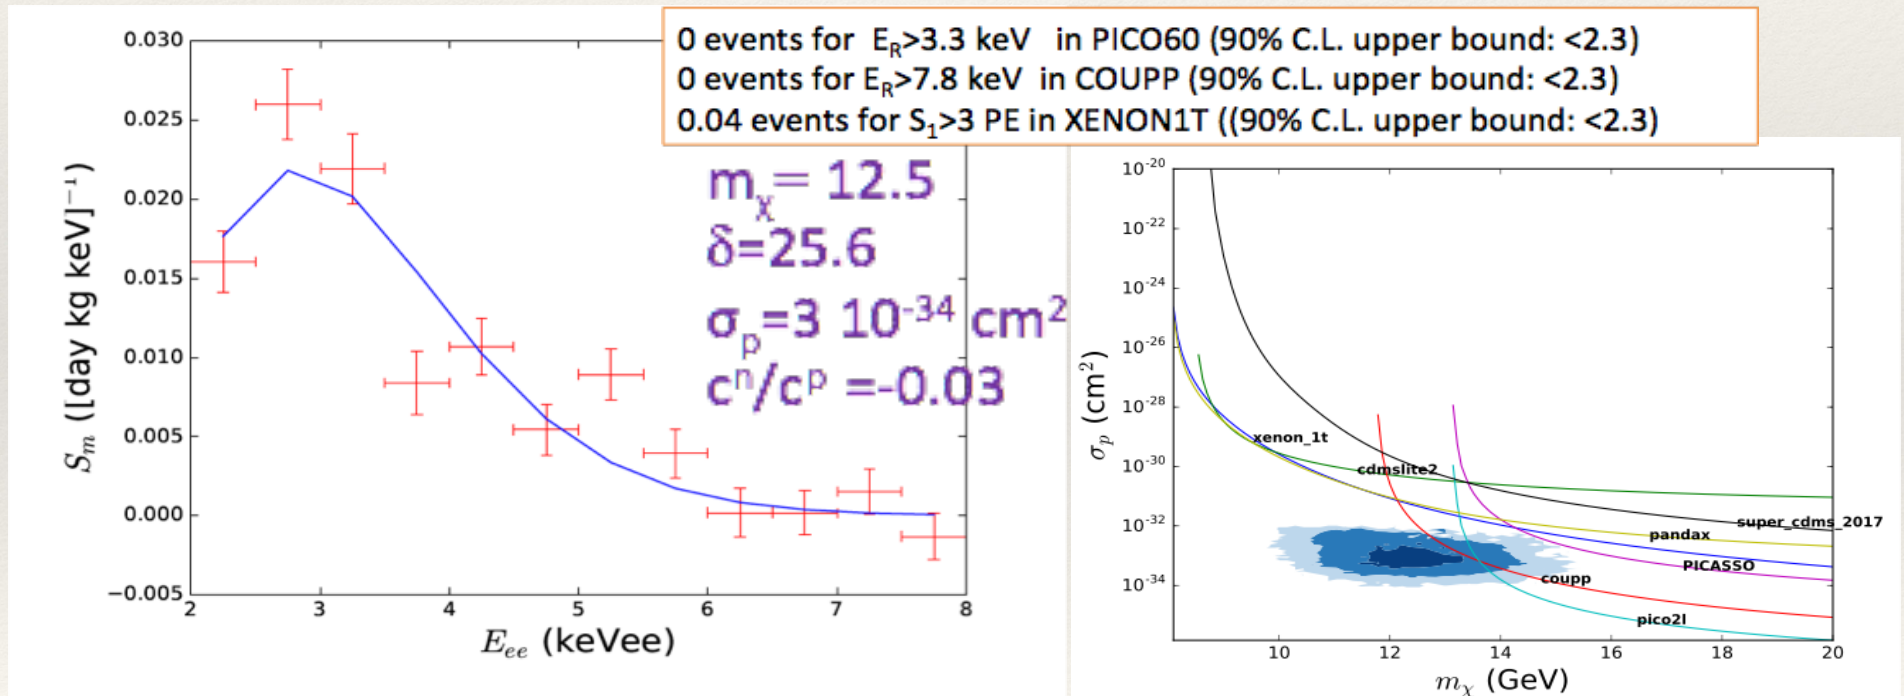 0 events for E_R>3.3 keV in PICO60 (90% C.L. upper bound: <2.3)
0 events for E_R>7.8 keV in COUPP (90% C.L. upper bound: <2.3)
0.04 events for S_1>3 PE in XENON1T ((90% C.L. upper bound: <2.3)
0.030
0.025
0.020
0.015
0.010
0.005
0.000
−0.005
S_m ([day kg keV]^−1)
2 3 4 5 6 7 8
E_ee (keVee)
m_χ= 12.5
δ=25.6
σ_p=3 10^-34 cm^2
c^n/c^p =-0.03
10^-20
10^-22
10^-24
10^-26
10^-28
10^-30
10^-32
10^-34
σ_p (cm^2)
xenon_1t
cdmslite2
super_cdms_2017
pandax
PICASSO
coupp
pico2l
10 12 14 16 18 20
m_χ (GeV)